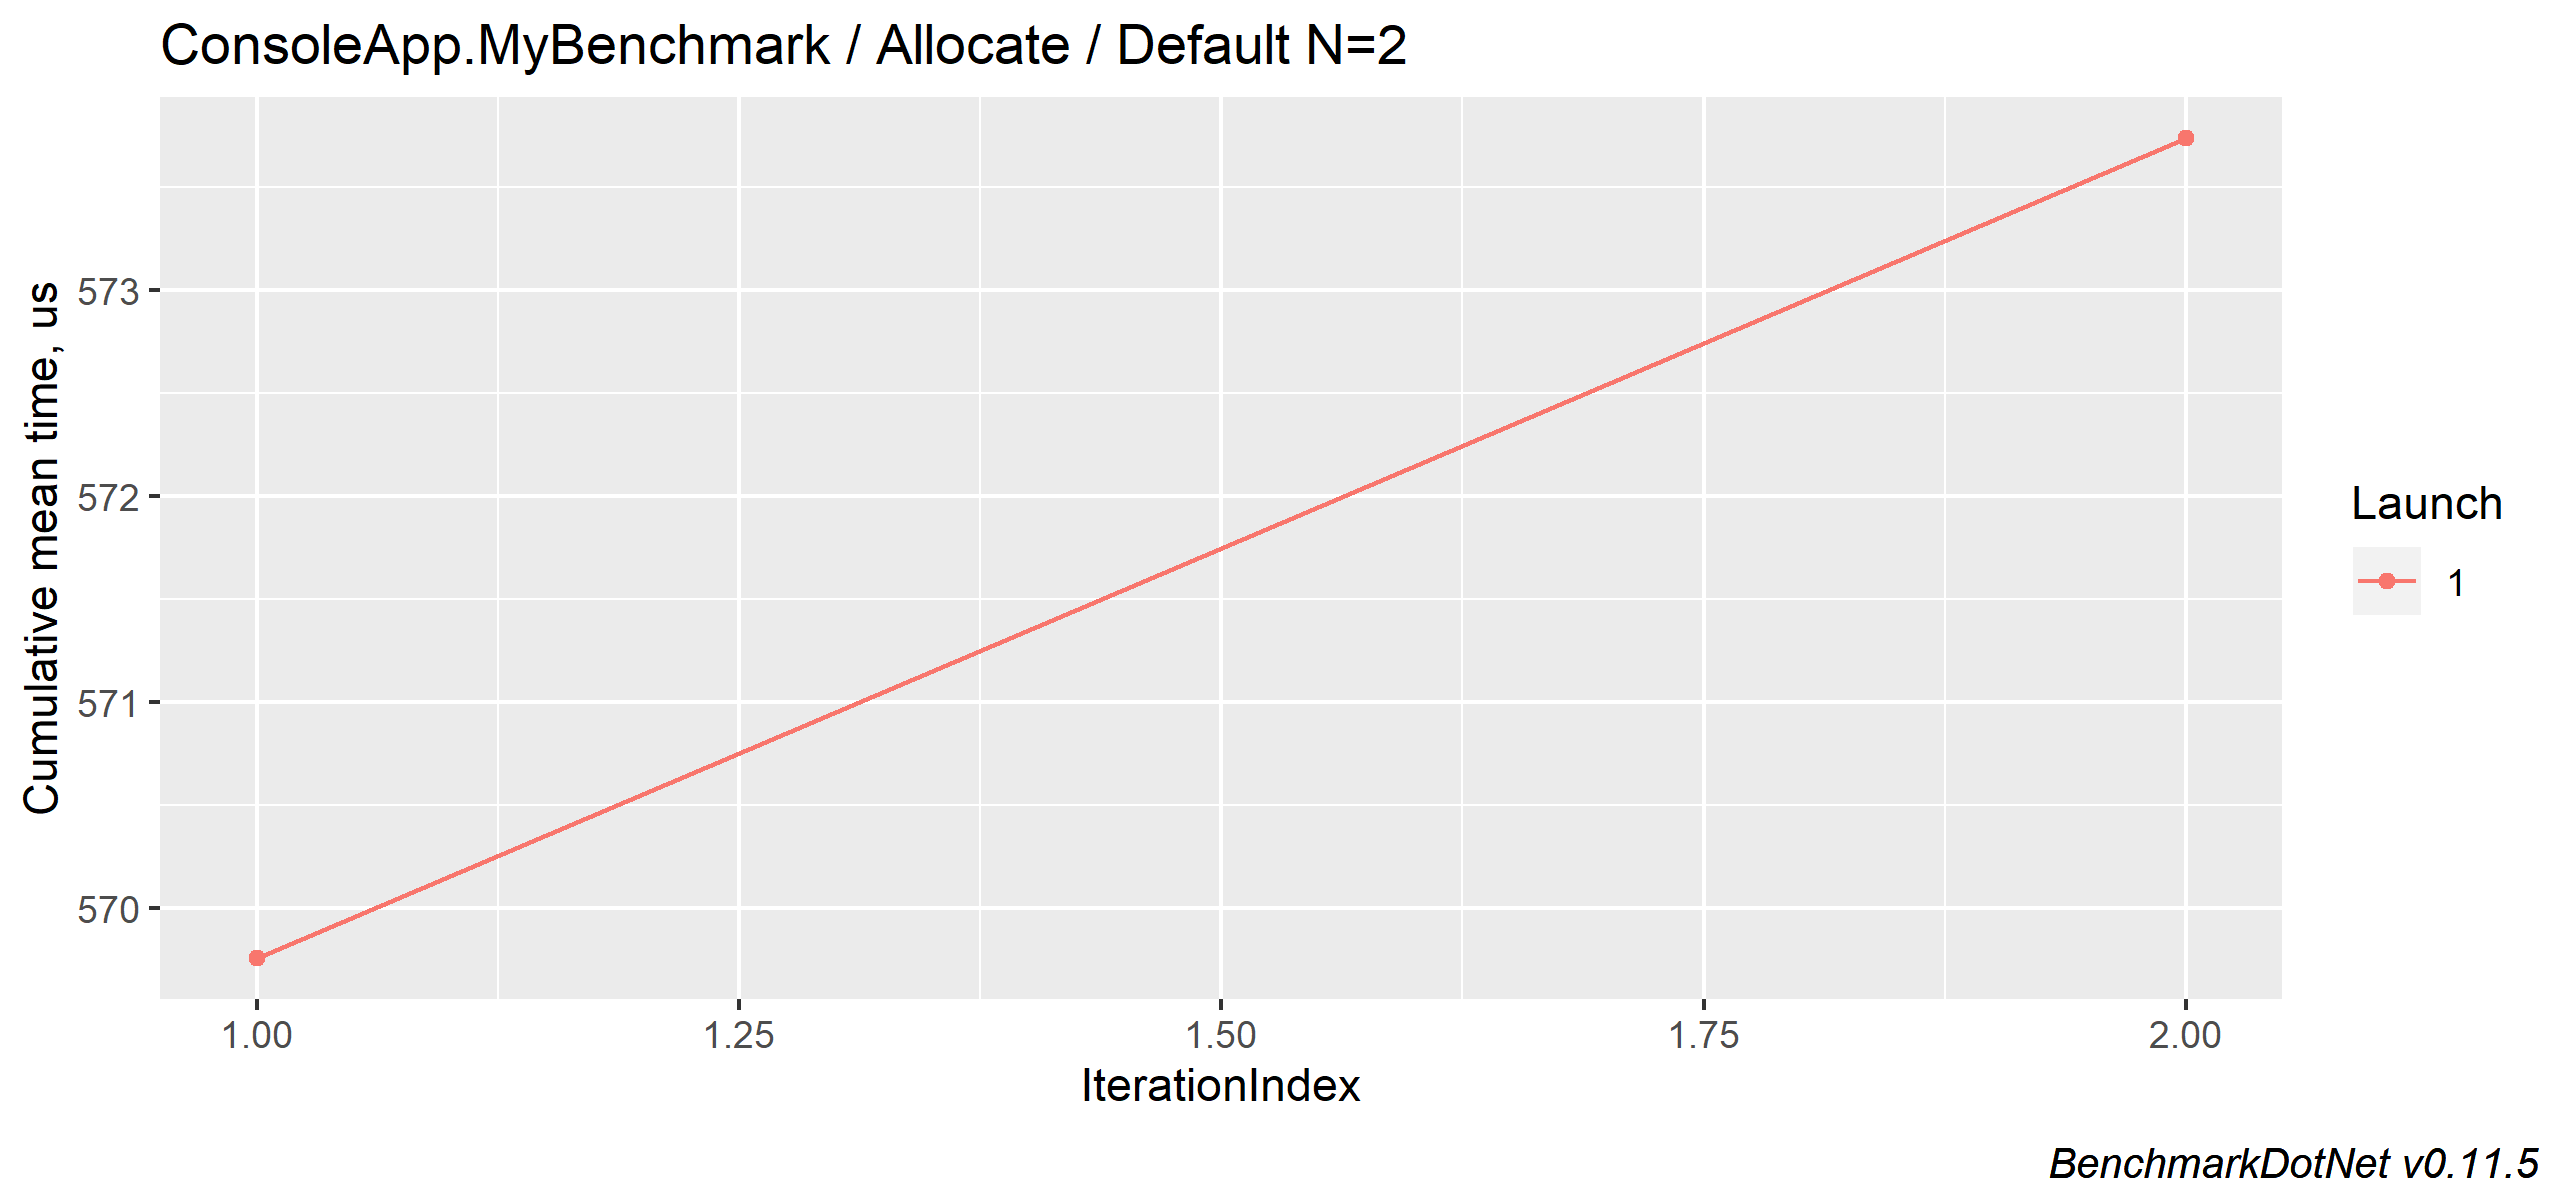 ConsoleApp.MyBenchmark / Allocate / Default N=2
Cumulative mean time, us
573
572
571
570
1.00 1.25 1.50 1.75 2.00
IterationIndex
Launch
1
BenchmarkDotNet v0.11.5